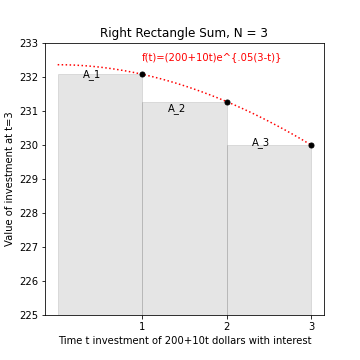 Right Rectangle Sum, N = 3
f(t)=(200+10t)e^{.05(3-t)}
A_1
A_2
A_3
233
232
231
230
229
228
227
226
225
Value of investment at t=3
1 2 3
Time t investment of 200+10t dollars with interest